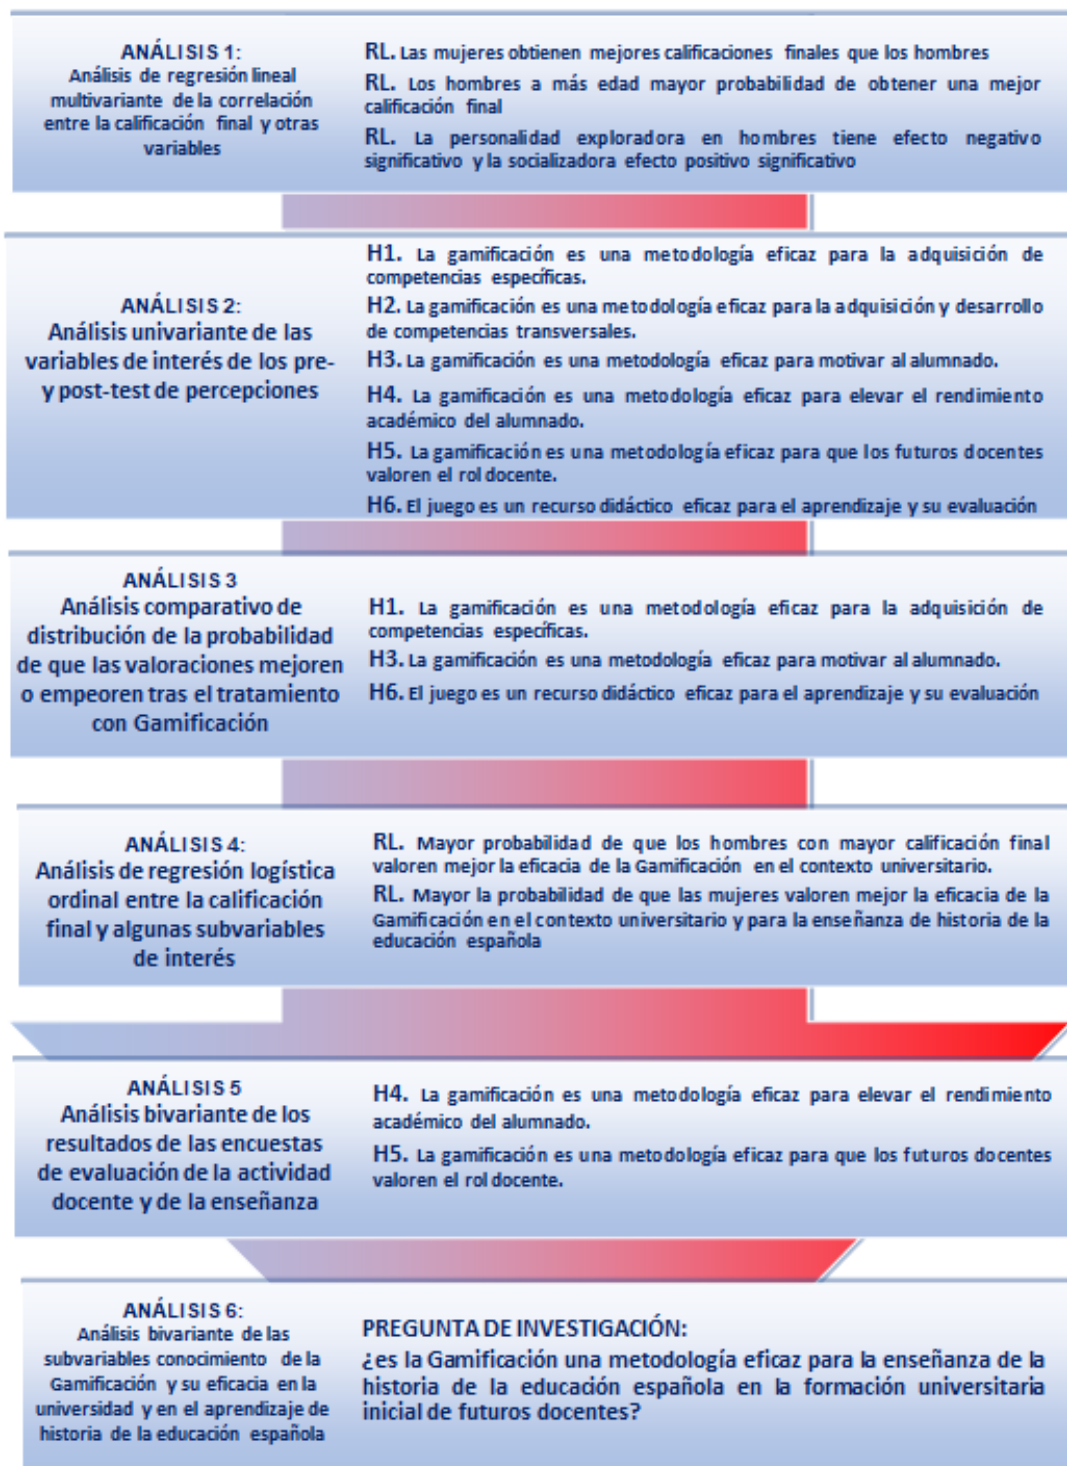 ANÁLISIS 1:
Análisis de regresión lineal
multivariante de la correlación
entre la calificación final y otras
variables
RL. Las mujeres obtienen mejores calificaciones finales que los hombres
RL. Los hombres a más edad mayor probabilidad de obtener una mejor
calificación final
RL. La personalidad exploradora en hombres tiene efecto negativo
significativo y la socializadora efecto positivo significativo
ANÁLISIS 2:
Análisis univariante de las
variables de interés de los pre-
y post-test de percepciones
H1. La gamificación es una metodología eficaz para la adquisición de
competencias específicas.
H2. La gamificación es una metodología eficaz para la adquisición y desarrollo
de competencias transversales.
H3. La gamificación es una metodología eficaz para motivar al alumnado.
H4. La gamificación es una metodología eficaz para elevar el rendimiento
académico del alumnado.
H5. La gamificación es una metodología eficaz para que los futuros docentes
valoren el rol docente.
H6. El juego es un recurso didáctico eficaz para el aprendizaje y su evaluación
ANÁLISIS 3
Análisis comparativo de
distribución de la probabilidad
de que las valoraciones mejoren
o empeoren tras el tratamiento
con Gamificación
H1. La gamificación es una metodología eficaz para la adquisición de
competencias específicas.
H3. La gamificación es una metodología eficaz para motivar al alumnado.
H6. El juego es un recurso didáctico eficaz para el aprendizaje y su evaluación
ANÁLISIS 4:
Análisis de regresión logística
ordinal entre la calificación
final y algunas subvariables
de interés
RL. Mayor probabilidad de que los hombres con mayor calificación final
valoren mejor la eficacia de la Gamificación en el contexto universitario.
RL. Mayor la probabilidad de que las mujeres valoren mejor la eficacia de la
Gamificación en el contexto universitario y para la enseñanza de historia de la
educación española
ANÁLISIS 5
Análisis bivariante de los
resultados de las encuestas
de evaluación de la actividad
docente y de la enseñanza
H4. La gamificación es una metodología eficaz para elevar el rendimiento
académico del alumnado.
H5. La gamificación es una metodología eficaz para que los futuros docentes
valoren el rol docente.
ANÁLISIS 6:
Análisis bivariante de las
subvariables conocimiento de la
Gamificación y su eficacia en la
universidad y en el aprendizaje de
historia de la educación española
PREGUNTA DE INVESTIGACIÓN:
¿es la Gamificación una metodología eficaz para la enseñanza de la
historia de la educación española en la formación universitaria
inicial de futuros docentes?